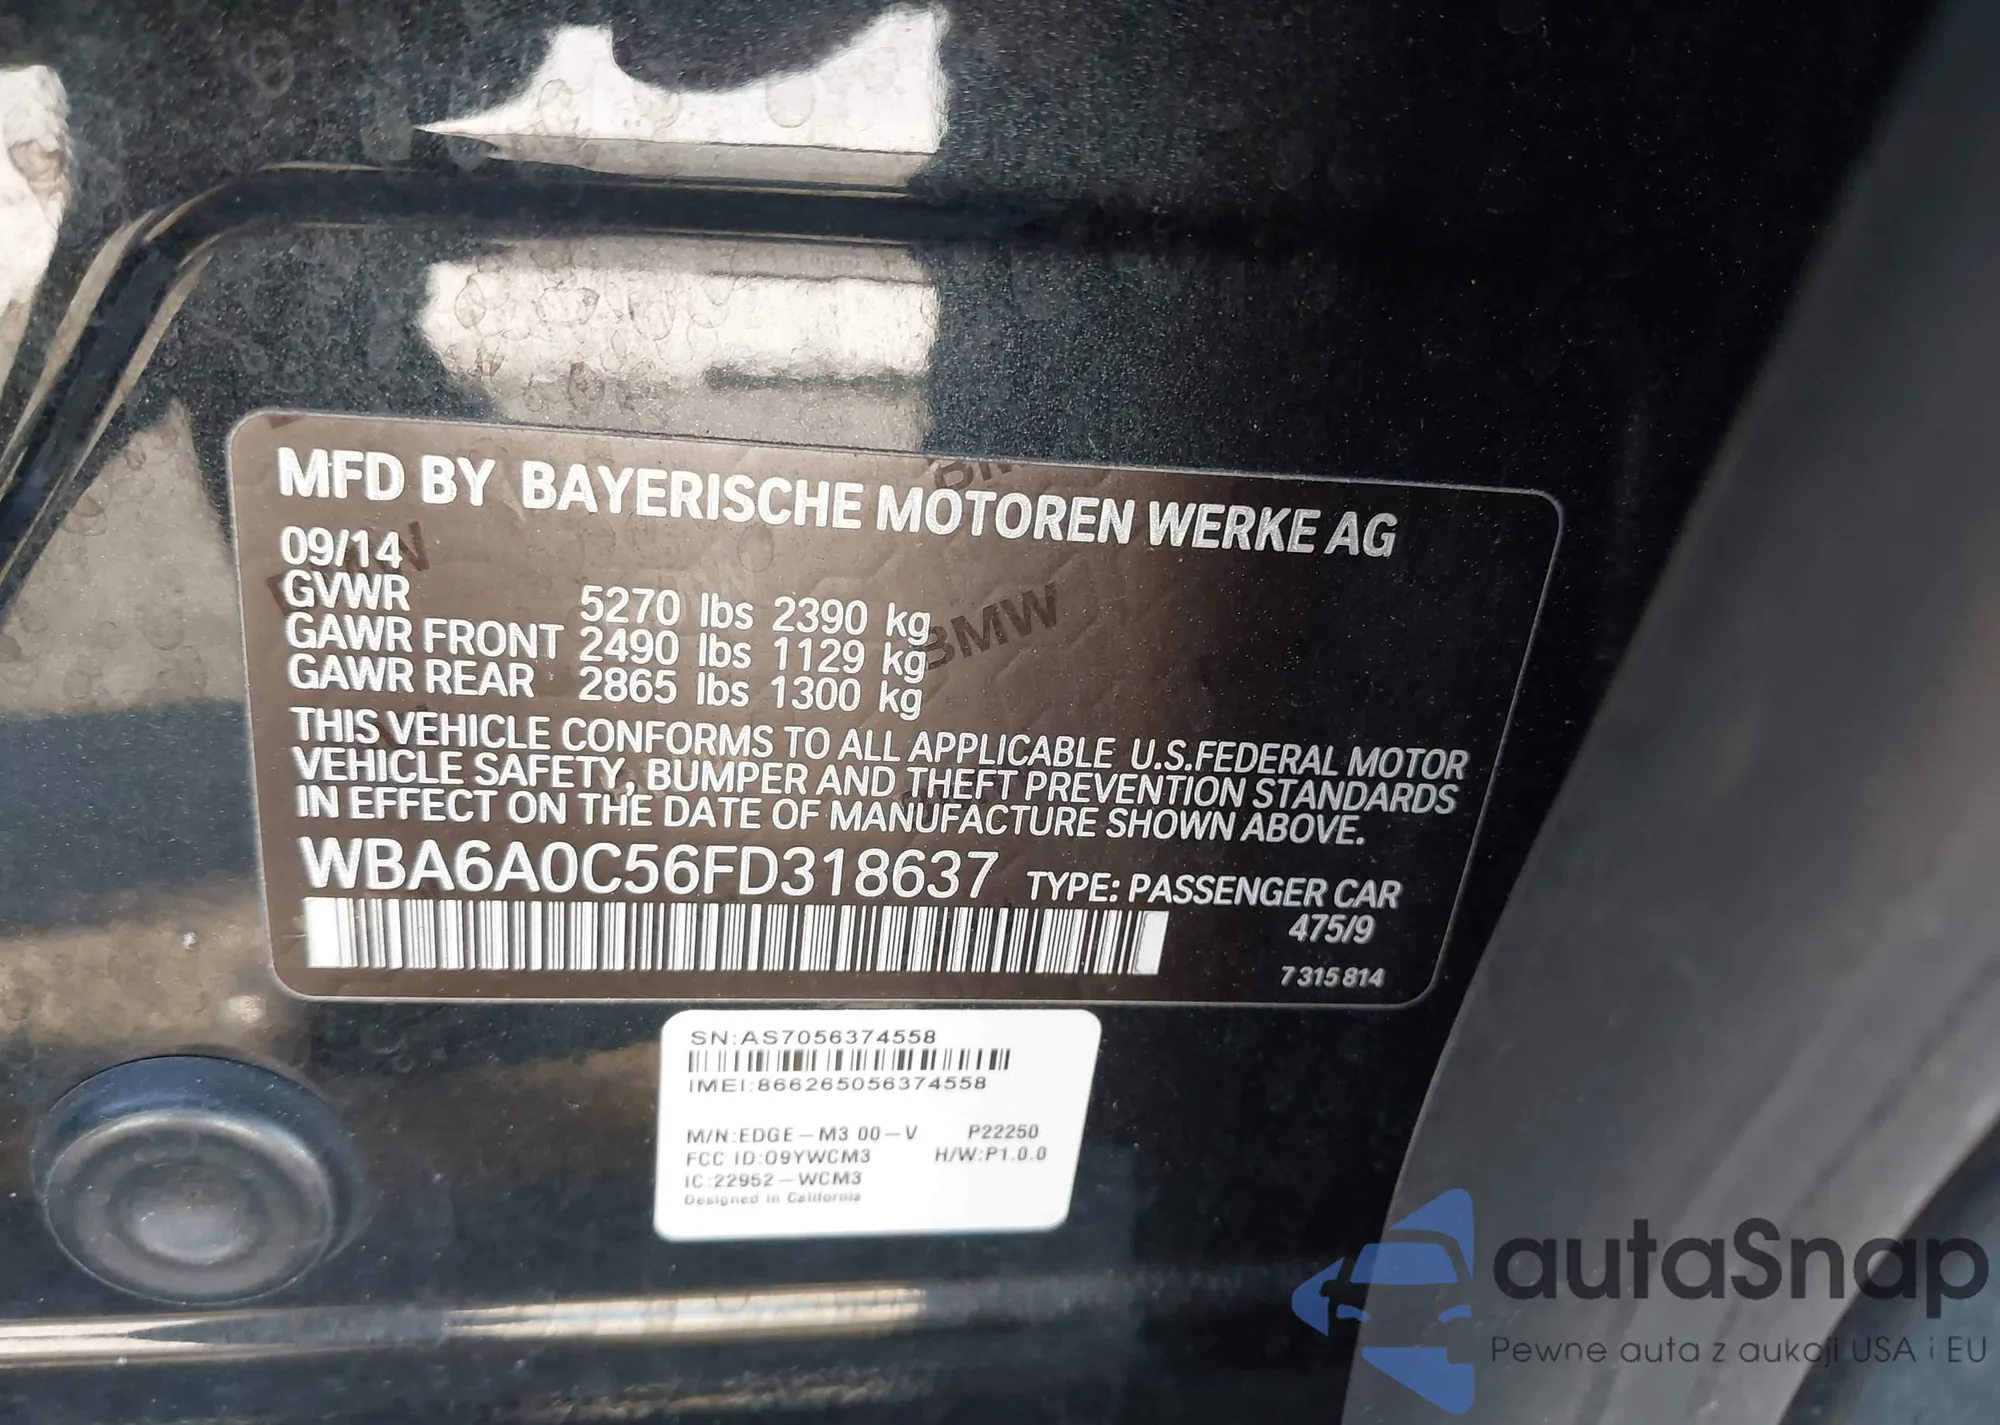 MFD BY BAYERISCHE MOTOREN WERKE AG
09/14
GVWR 5270 lbs 2390 kg
GAWR FRONT 2490 lbs 1129 kg
GAWR REAR 2865 lbs 1300 kg
THIS VEHICLE CONFORMS TO ALL APPLICABLE U.S.FEDERAL MOTOR
VEHICLE SAFETY, BUMPER AND THEFT PREVENTION STANDARDS
IN EFFECT ON THE DATE OF MANUFACTURE SHOWN ABOVE.
WBA6A0C56FD318637 TYPE: PASSENGER CAR
475/9
7 315 814
BMW
SN:AS7056374558
IMEI:866265056374558
M/N:EDGE-M3 00-V P22250
FCC ID:09YWCM3 H/W:P1.0.0
IC:22952-WCM3
Designed in California
autaSnap
Pewne auta z aukcji USA i EU